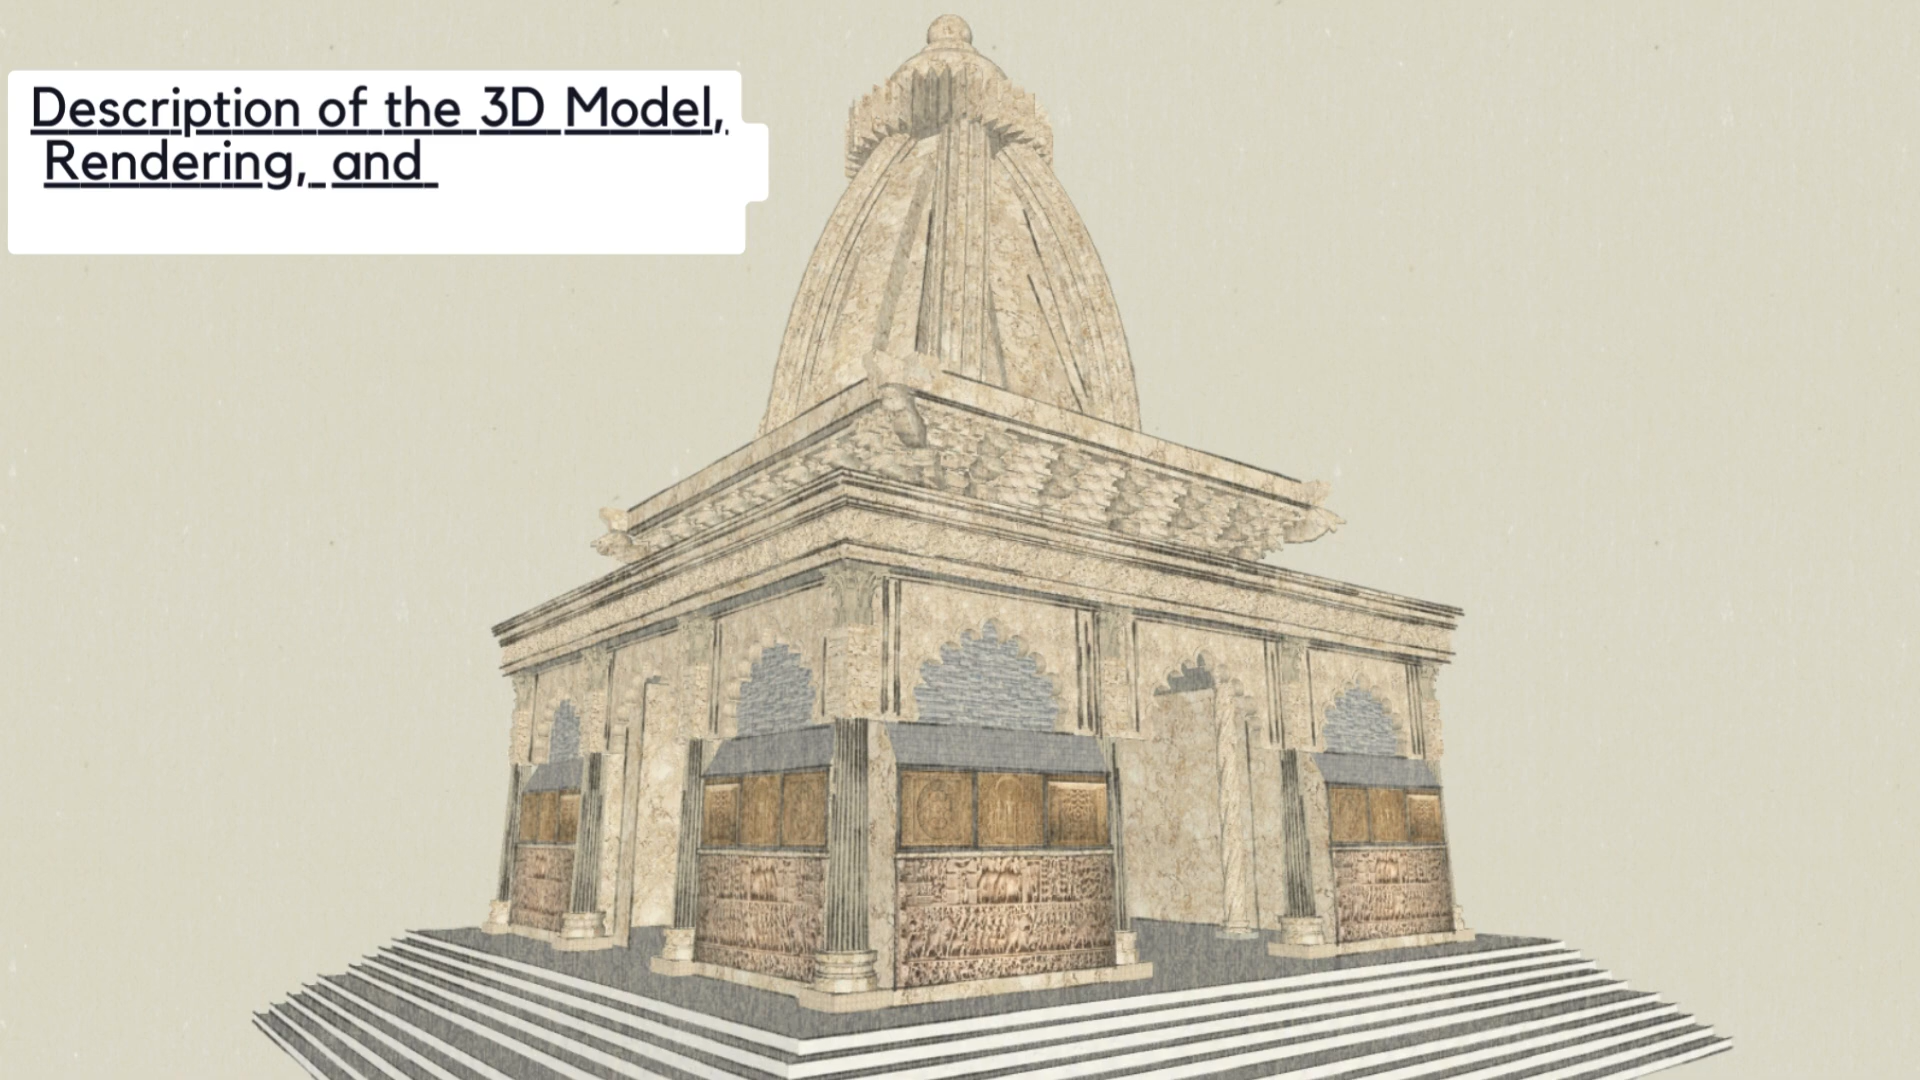 Description of the 3D Model,
Rendering, and